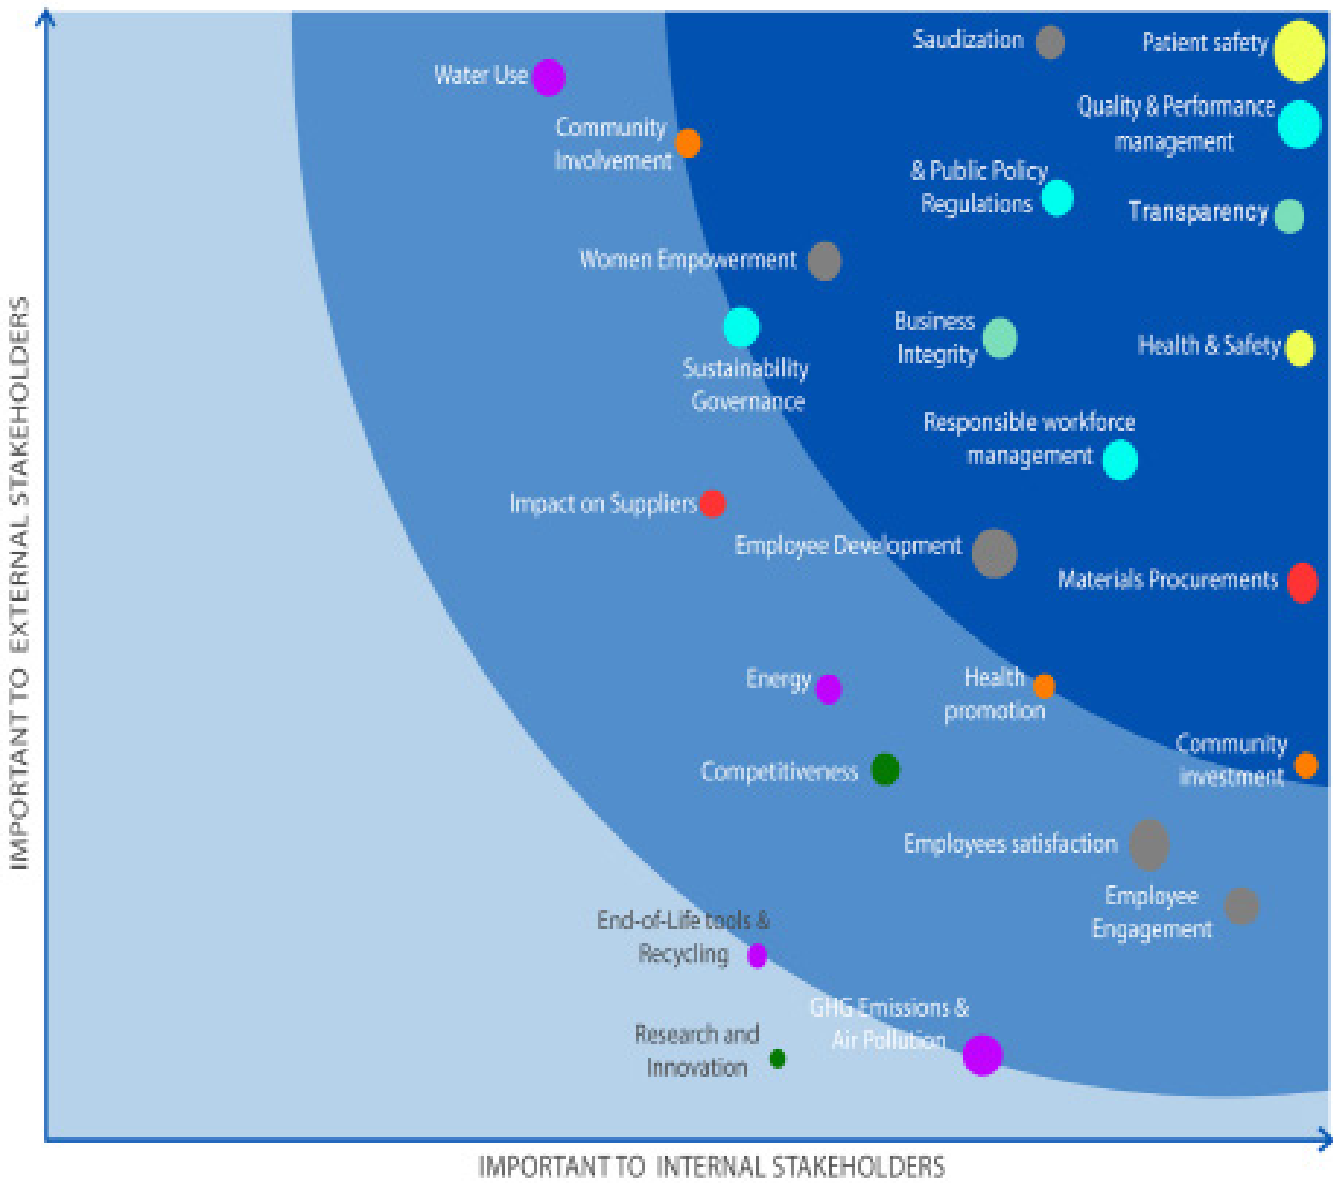 Saudization
Patient safety
Water Use
Quality & Performance
management
Community
Involvement
& Public Policy
Regulations
Transparency
Women Empowerment
Business
Integrity
Health & Safety
Sustainability
Governance
Responsible workforce
management
Impact on Suppliers
Employee Development
Materials Procurements
Energy
Health
promotion
Community
investment
Competitiveness
Employees satisfaction
Employee
Engagement
End-of-Life tools &
Recycling
GHG Emissions &
Air Pollution
Research and
Innovation
IMPORTANT TO EXTERNAL STAKEHOLDERS
IMPORTANT TO INTERNAL STAKEHOLDERS